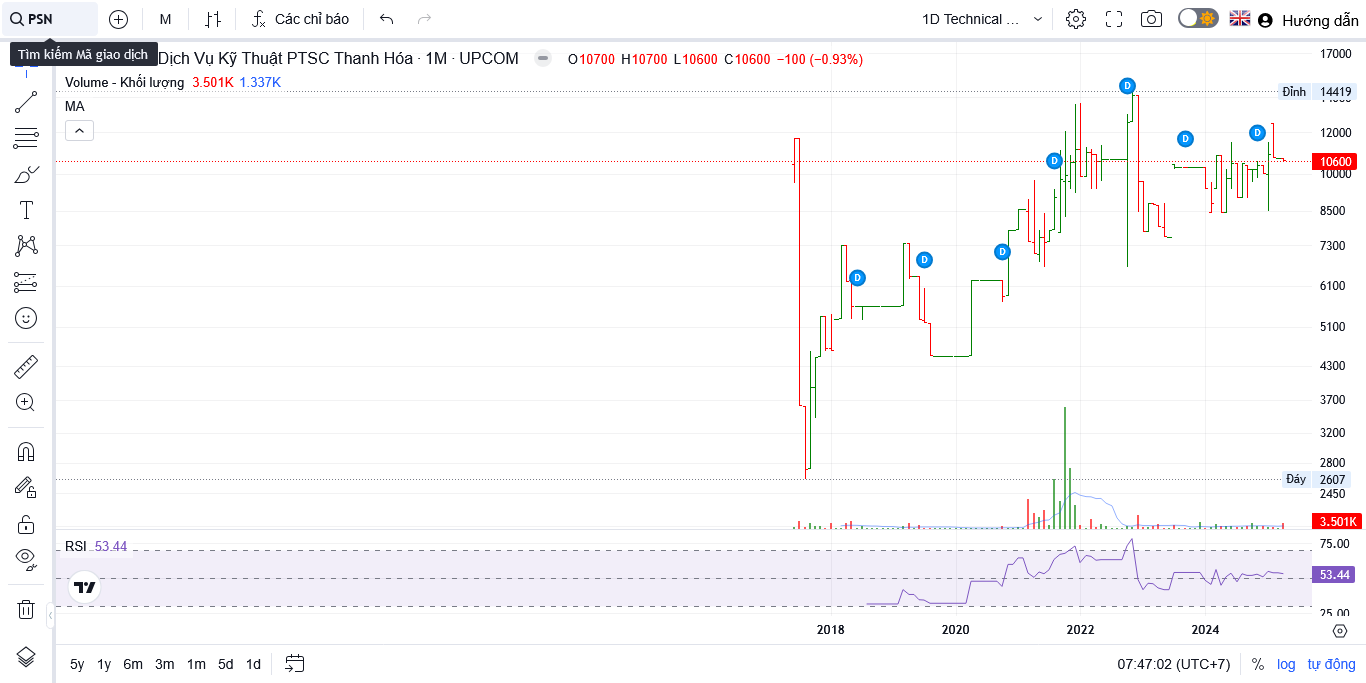 PSN
M
Các chỉ báo
1D Technical ...
Hướng dẫn
Tìm kiếm Mã giao dịch
Dịch Vụ Kỹ Thuật PTSC Thanh Hóa · 1M · UPCOM
O10700 H10700 L10600 C10600 −100 (−0.93%)
Volume - Khối lượng 3.501K 1.337K
MA
17000
Đỉnh 14419
12000
10600
10000
8500
7300
6100
5100
4300
3700
3200
2800
Đáy 2607
2450
3.501K
RSI 53.44
75.00
53.44
25.00
D
D
D
D
D
D
D
2018 2020 2022 2024
5y 1y 6m 3m 1m 5d 1d
07:47:02 (UTC+7)
% log tự động